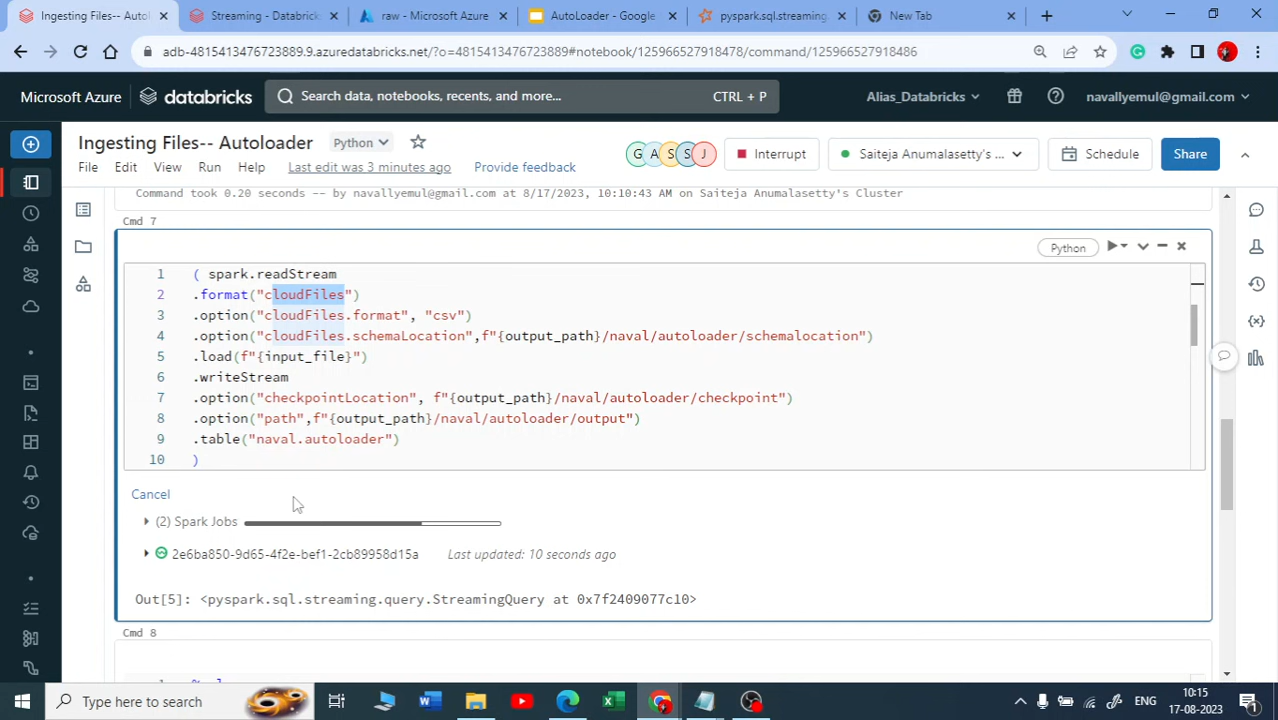 Ingesting Files-- Autoload
Streaming - Databrick
raw - Microsoft Azure
AutoLoader - Google
pyspark.sql.streaming
New Tab
adb-4815413476723889.9.azuredatabricks.net/?o=4815413476723889#notebook/125966527918478/command/125966527918486
Microsoft Azure
databricks
Search data, notebooks, recents, and more...
CTRL + P
Alias_Databricks
navallyemul@gmail.com
Ingesting Files-- Autoloader
Python
G A S S J
Interrupt
Saiteja Anumalasetty's ...
Schedule
Share
File Edit View Run Help
Last edit was 3 minutes ago
Provide feedback
Command took 0.20 seconds -- by navallyemul@gmail.com at 8/17/2023, 10:10:43 AM on Saiteja Anumalasetty's Cluster
Cmd 7
Python
1 ( spark.readStream
2 .format("cloudFiles")
3 .option("cloudFiles.format", "csv")
4 .option("cloudFiles.schemaLocation",f"{output_path}/naval/autoloader/schemalocation")
5 .load(f"{input_file}")
6 .writeStream
7 .option("checkpointLocation", f"{output_path}/naval/autoloader/checkpoint")
8 .option("path",f"{output_path}/naval/autoloader/output")
9 .table("naval.autoloader")
10 )
Cancel
(2) Spark Jobs
2e6ba850-9d65-4f2e-bef1-2cb89958d15a
Last updated: 10 seconds ago
Out[5]: <pyspark.sql.streaming.query.StreamingQuery at 0x7f2409077c10>
Cmd 8
Type here to search
ENG
10:15
17-08-2023
1